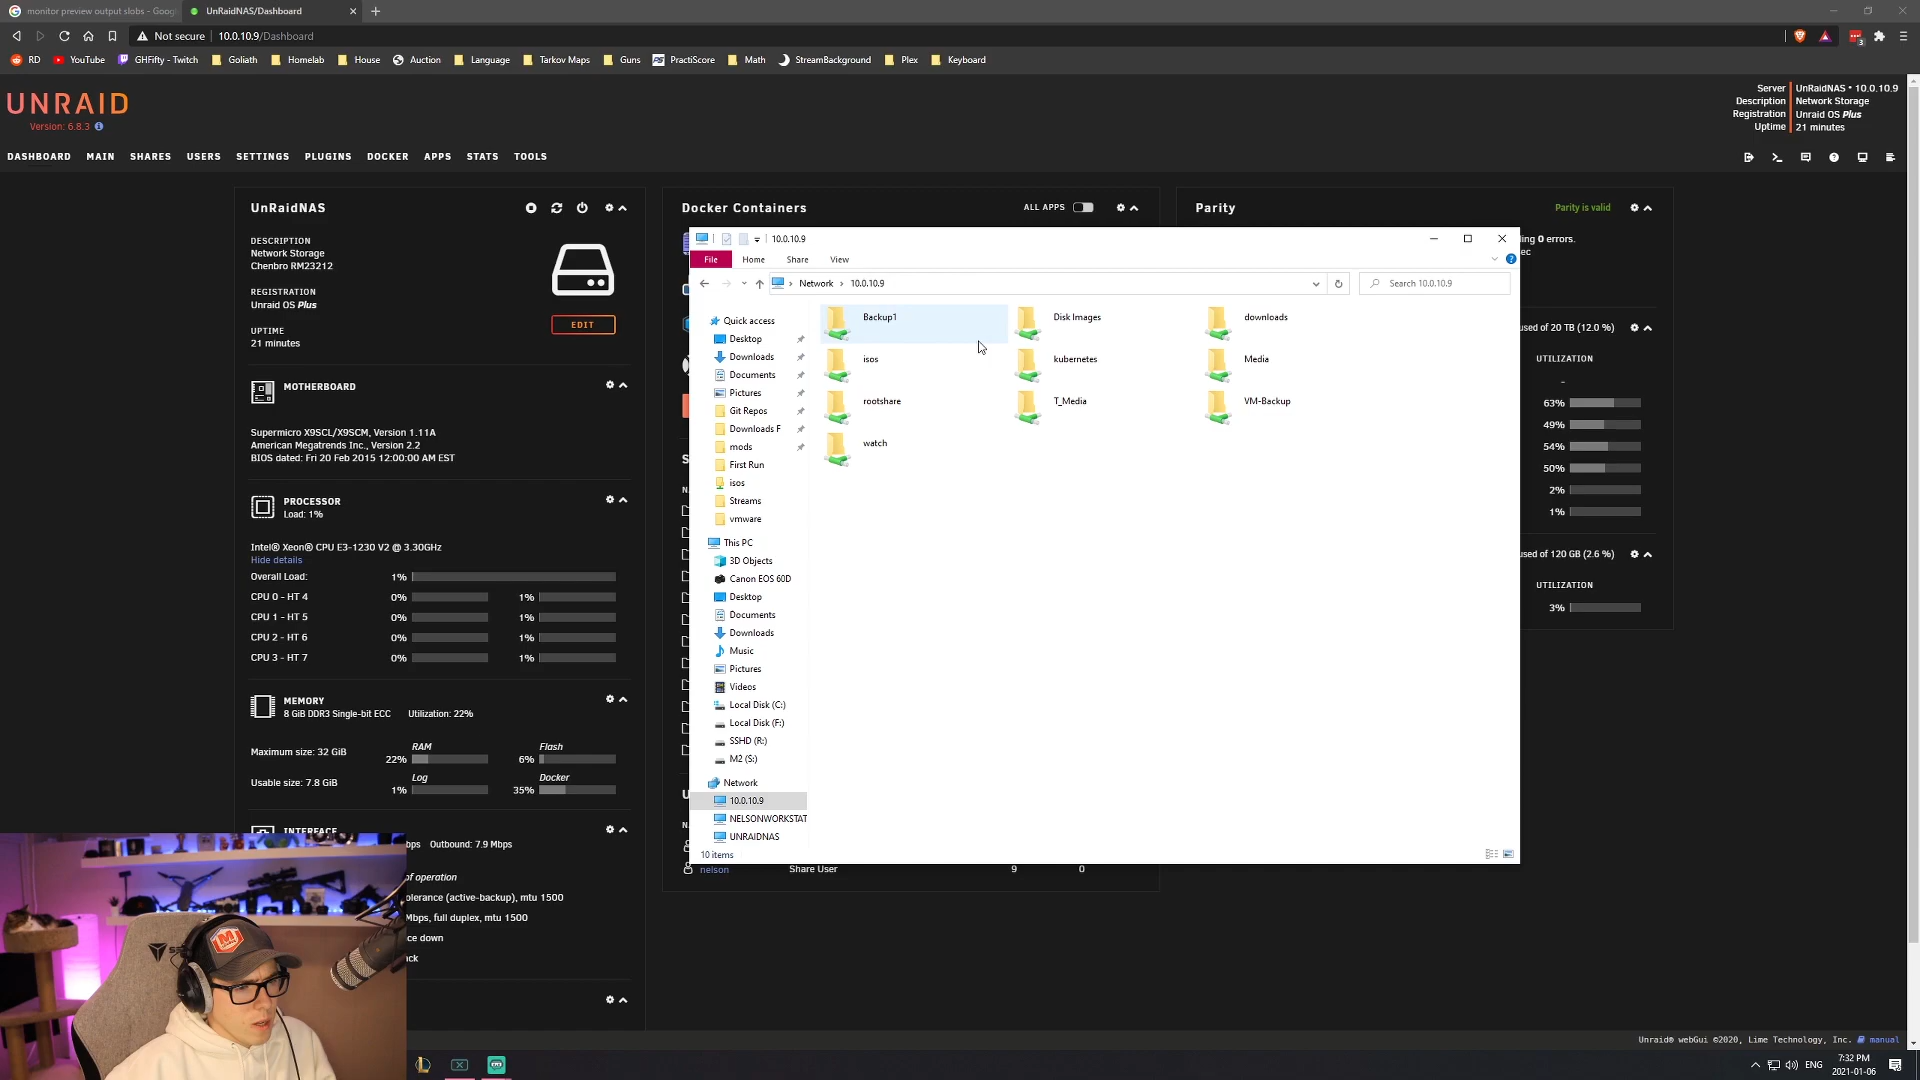 monitor preview output slobs - Goog
UnRaidNAS/Dashboard
Not secure
10.0.10.9/Dashboard
RD
YouTube
GHFifty - Twitch
Goliath
Homelab
House
Auction
Language
Tarkov Maps
Guns
PS
PractiScore
Math
StreamBackground
Plex
Keyboard
UNRAID
Version: 6.8.3
Server
UnRaidNAS • 10.0.10.9
Description
Network Storage
Registration
Unraid OS Plus
Uptime
21 minutes
DASHBOARD
MAIN
SHARES
USERS
SETTINGS
PLUGINS
DOCKER
APPS
STATS
TOOLS
UnRaidNAS
DESCRIPTION
Network Storage
Chenbro RM23212
REGISTRATION
Unraid OS Plus
UPTIME
21 minutes
EDIT
MOTHERBOARD
Supermicro X9SCL/X9SCM, Version 1.11A
American Megatrends Inc., Version 2.2
BIOS dated: Fri 20 Feb 2015 12:00:00 AM EST
PROCESSOR
Load: 1%
Intel® Xeon® CPU E3-1230 V2 @ 3.30GHz
Hide details
Overall Load:
1%
CPU 0 - HT 4
0%
1%
CPU 1 - HT 5
0%
1%
CPU 2 - HT 6
0%
1%
CPU 3 - HT 7
0%
1%
MEMORY
8 GiB DDR3 Single-bit ECC
Utilization: 22%
Maximum size: 32 GiB
RAM
22%
Flash
6%
Usable size: 7.8 GiB
Log
1%
Docker
35%
INTERFACE
bps
Outbound: 7.9 Mbps
of operation
olerance (active-backup), mtu 1500
Mbps, full duplex, mtu 1500
ce down
ck
Docker Containers
ALL APPS
Parity
Parity is valid
ing 0 errors.
ec
used of 20 TB (12.0 %)
UTILIZATION
-
63%
49%
54%
50%
2%
1%
used of 120 GB (2.6 %)
UTILIZATION
3%
10.0.10.9
File
Home
Share
View
Network
10.0.10.9
Search 10.0.10.9
Quick access
Desktop
Downloads
Documents
Pictures
Git Repos
Downloads F
mods
First Run
isos
Streams
vmware
This PC
3D Objects
Canon EOS 60D
Desktop
Documents
Downloads
Music
Pictures
Videos
Local Disk (C:)
Local Disk (F:)
SSHD (R:)
M2 (S:)
Network
10.0.10.9
NELSONWORKSTAT
UNRAIDNAS
10 items
Backup1
Disk Images
downloads
isos
kubernetes
Media
rootshare
T_Media
VM-Backup
watch
nelson
Share User
9
0
Unraid® webGui ©2020, Lime Technology, Inc.
manual
ENG
7:32 PM
2021-01-06